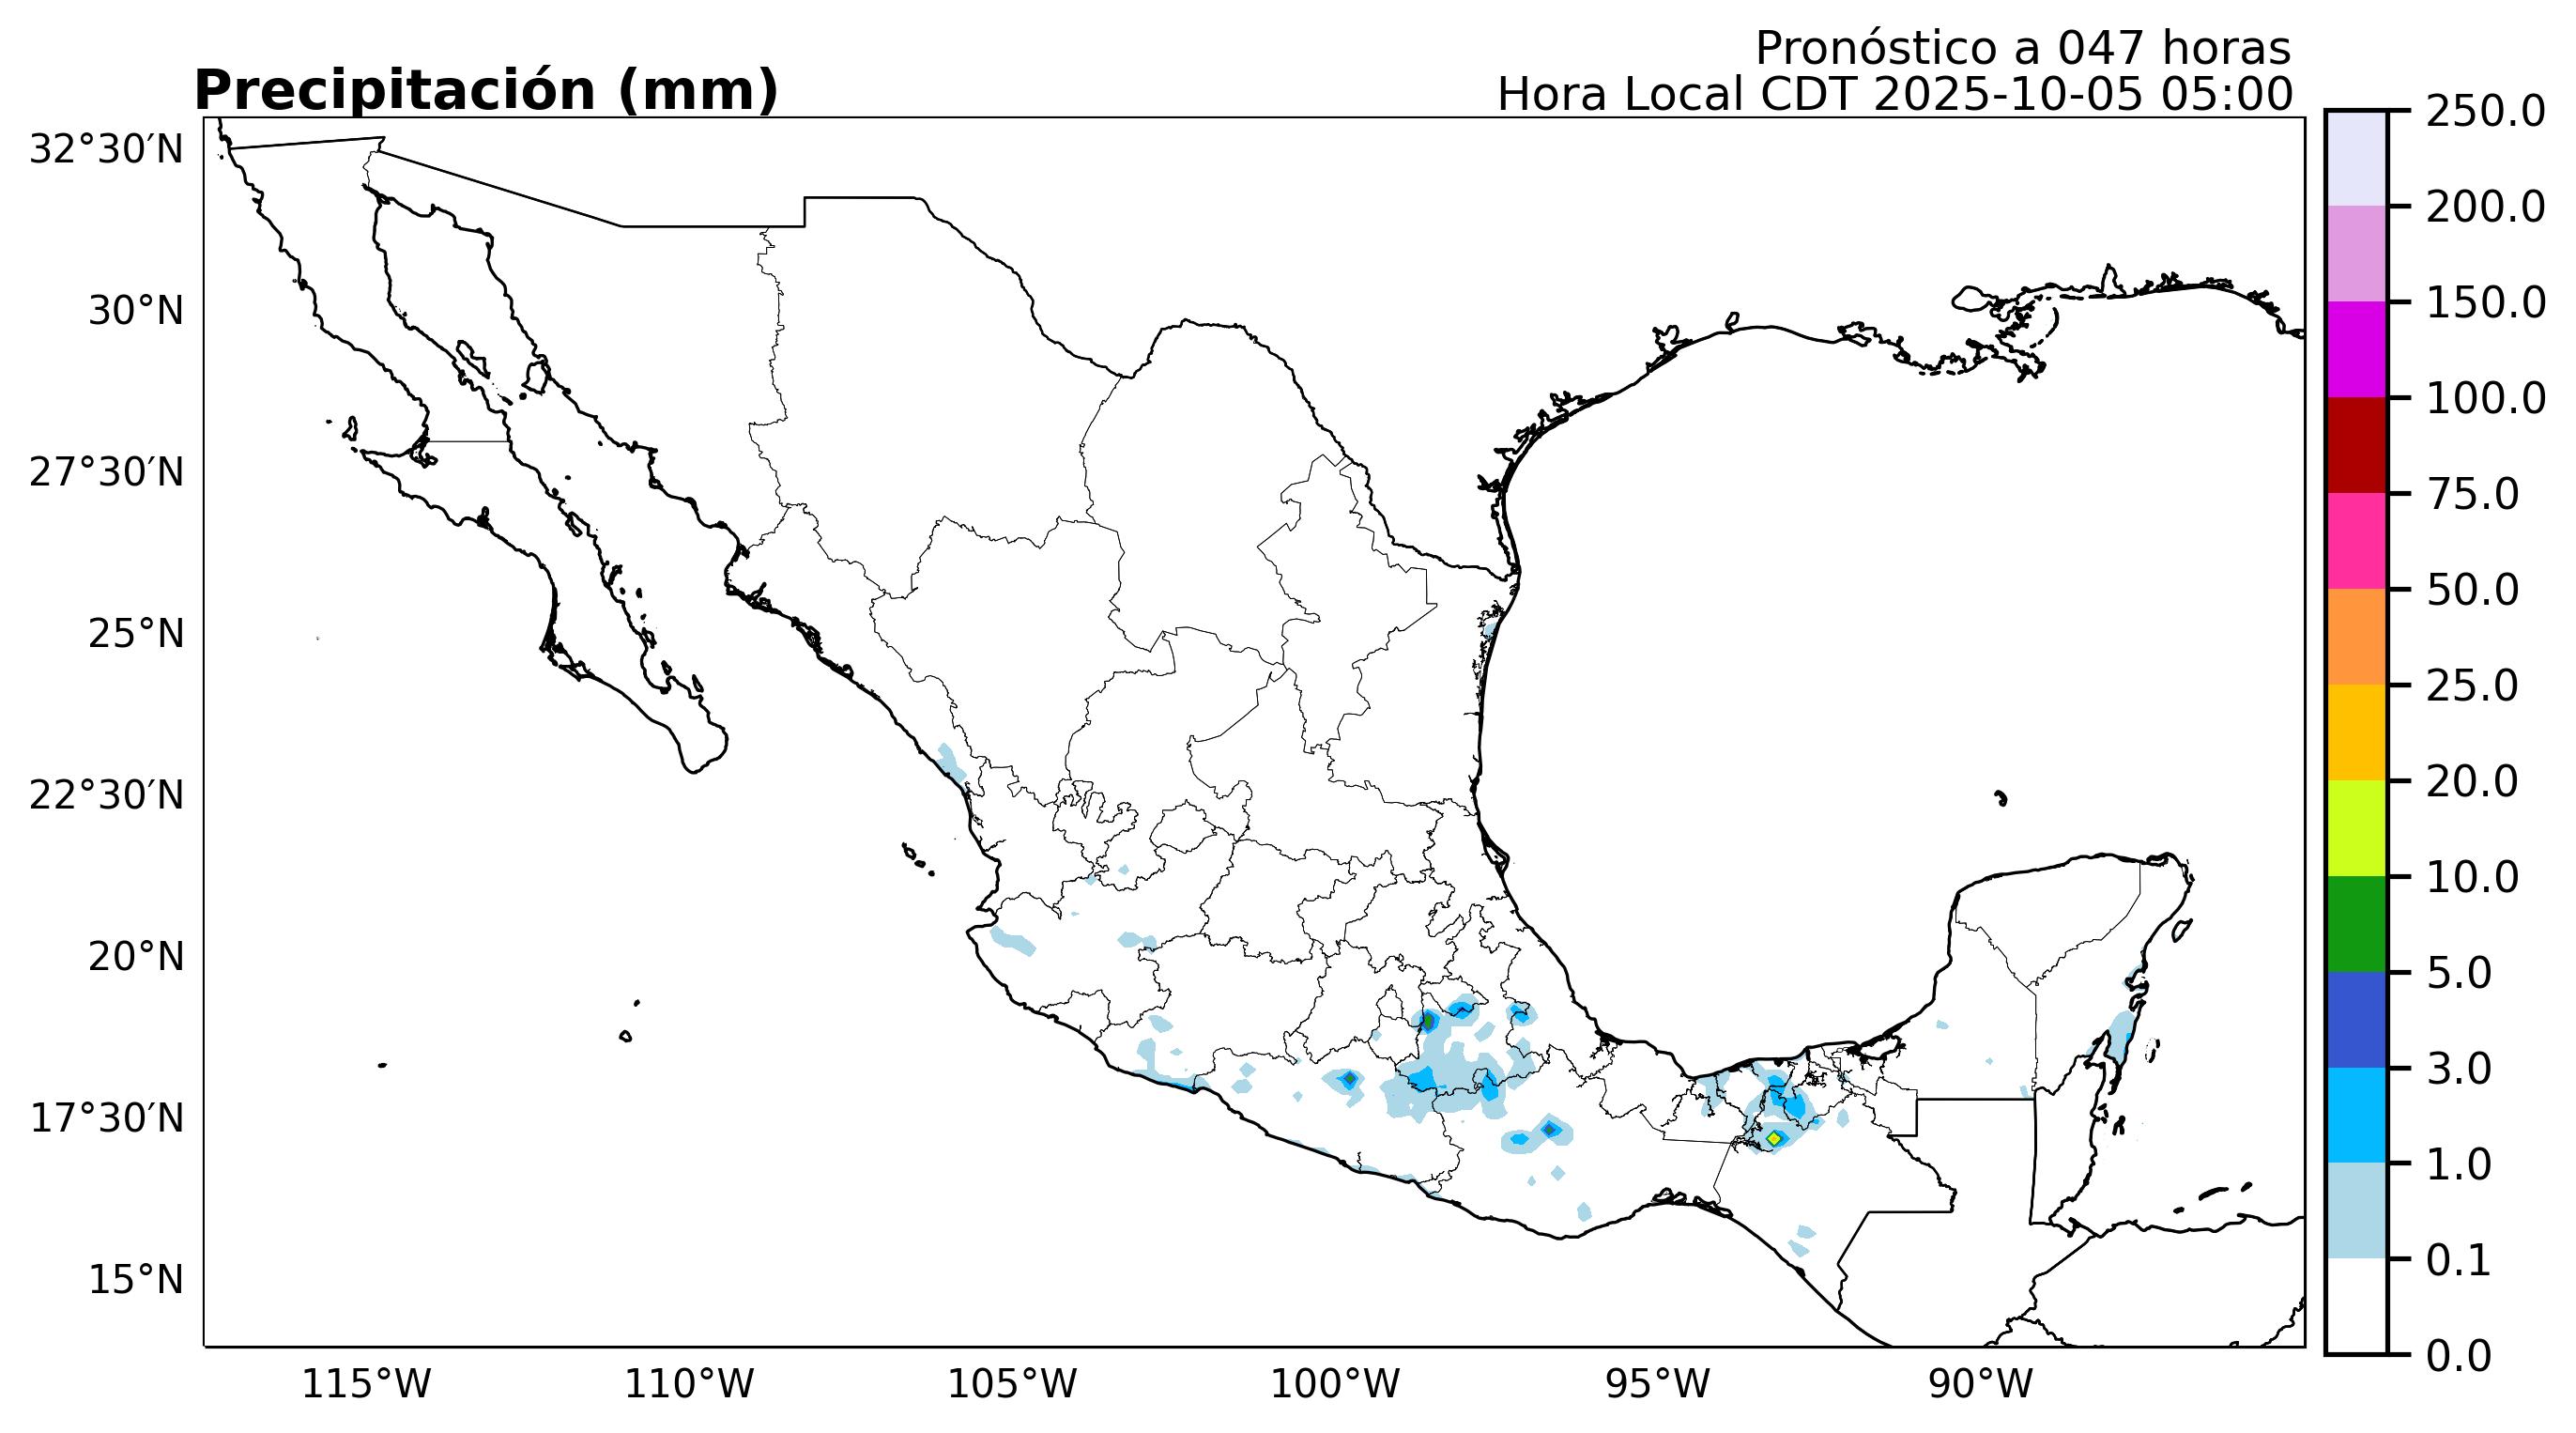 Pronóstico a 047 horas
Precipitación (mm)
Hora Local CDT 2025-10-05 05:00
32°30′N
30°N
27°30′N
25°N
22°30′N
20°N
17°30′N
15°N
115°W
110°W
105°W
100°W
95°W
90°W
250.0
200.0
150.0
100.0
75.0
50.0
25.0
20.0
10.0
5.0
3.0
1.0
0.1
0.0